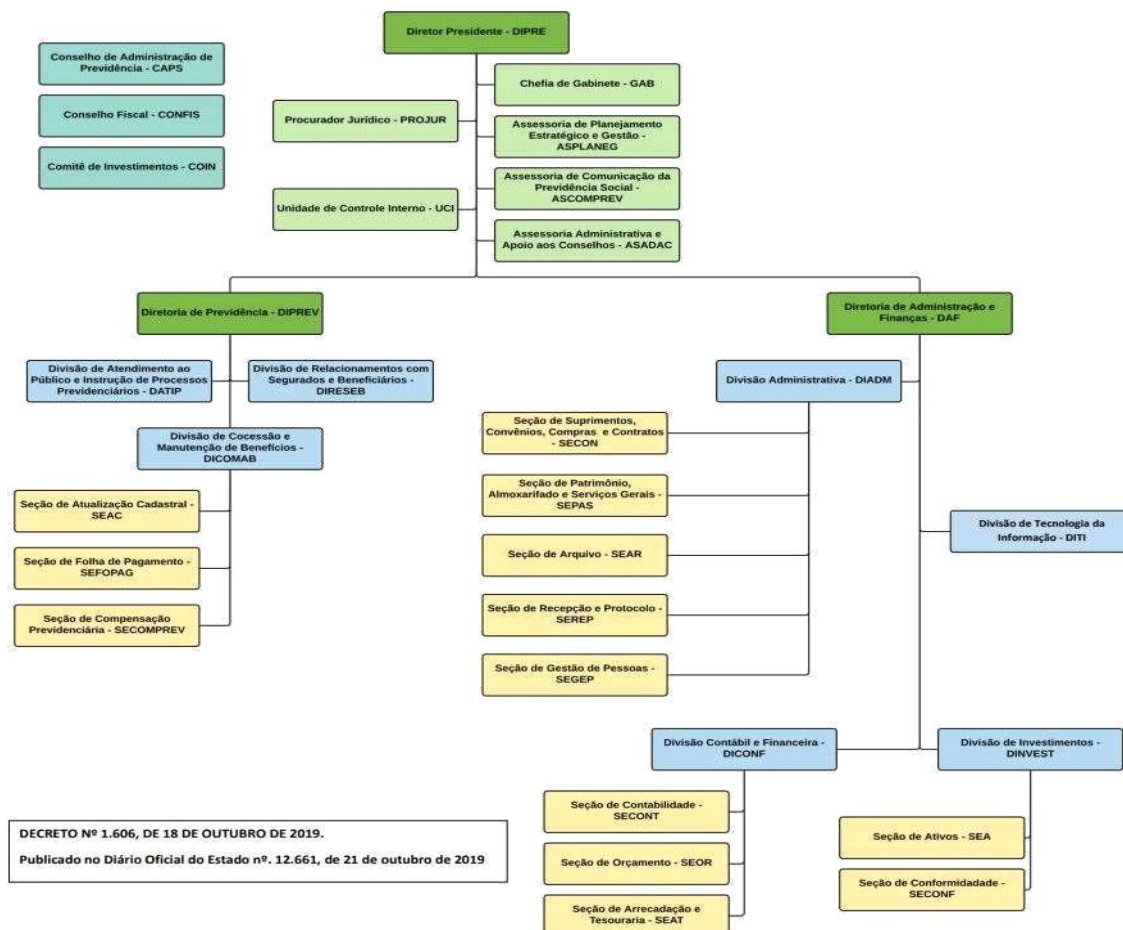 Diretor Presidente - DIPRE
Conselho de Administração de
Previdência - CAPS
Conselho Fiscal - CONFIS
Comitê de Investimentos - COIN
Chefia de Gabinete - GAB
Procurador Jurídico - PROJUR
Assessoria de Planejamento
Estratégico e Gestão -
ASPLANEG
Assessoria de Comunicação da
Previdência Social -
ASCOMPREV
Unidade de Controle Interno - UCI
Assessoria Administrativa e
Apoio aos Conselhos - ASADAC
Diretoria de Previdência - DIPREV
Divisão de Atendimento ao
Público e Instrução de Processos
Previdenciários - DATIP
Divisão de Relacionamentos com
Segurados e Beneficiários -
DIRESEB
Divisão de Cocessão e
Manutenção de Benefícios -
DICOMAB
Seção de Atualização Cadastral -
SEAC
Seção de Folha de Pagamento -
SEFOPAG
Seção de Compensação
Previdenciária - SECOMPREV
Diretoria de Administração e
Finanças - DAF
Divisão Administrativa - DIADM
Seção de Suprimentos,
Convênios, Compras e Contratos
- SECON
Seção de Patrimônio,
Almoxarifado e Serviços Gerais -
SEPAS
Seção de Arquivo - SEAR
Seção de Recepção e Protocolo -
SEREP
Seção de Gestão de Pessoas -
SEGEP
Divisão de Tecnologia da
Informação - DITI
Divisão Contábil e Financeira -
DICONF
Seção de Contabilidade -
SECONT
Seção de Orçamento - SEOR
Seção de Arrecadação e
Tesouraria - SEAT
Divisão de Investimentos -
DINVEST
Seção de Ativos - SEA
Seção de Conformidadade -
SECONF
DECRETO Nº 1.606, DE 18 DE OUTUBRO DE 2019.
Publicado no Diário Oficial do Estado nº. 12.661, de 21 de outubro de 2019